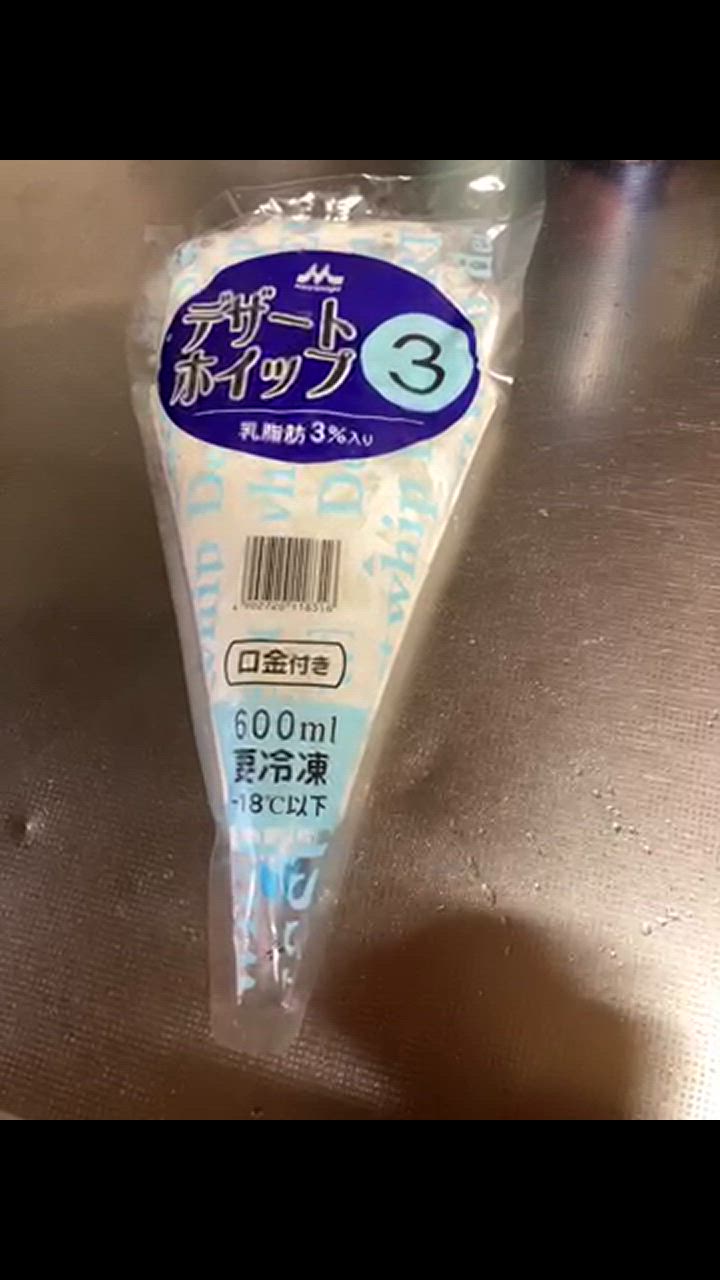 デザート
ホイップ
3
乳脂肪3%入り
口金付き
600ml
要冷凍
-18℃以下